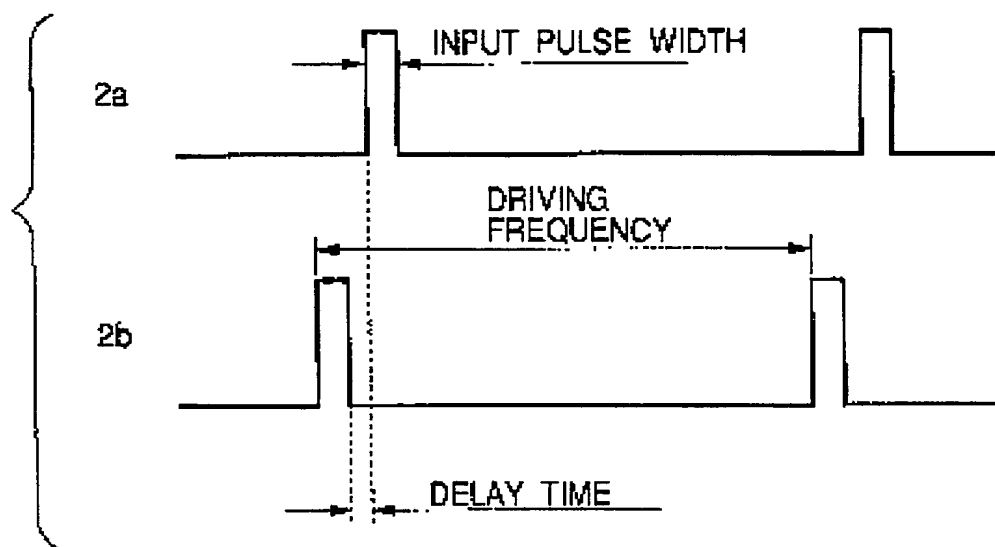 INPUT PULSE WIDTH
2a
DRIVING
FREQUENCY
2b
DELAY TIME